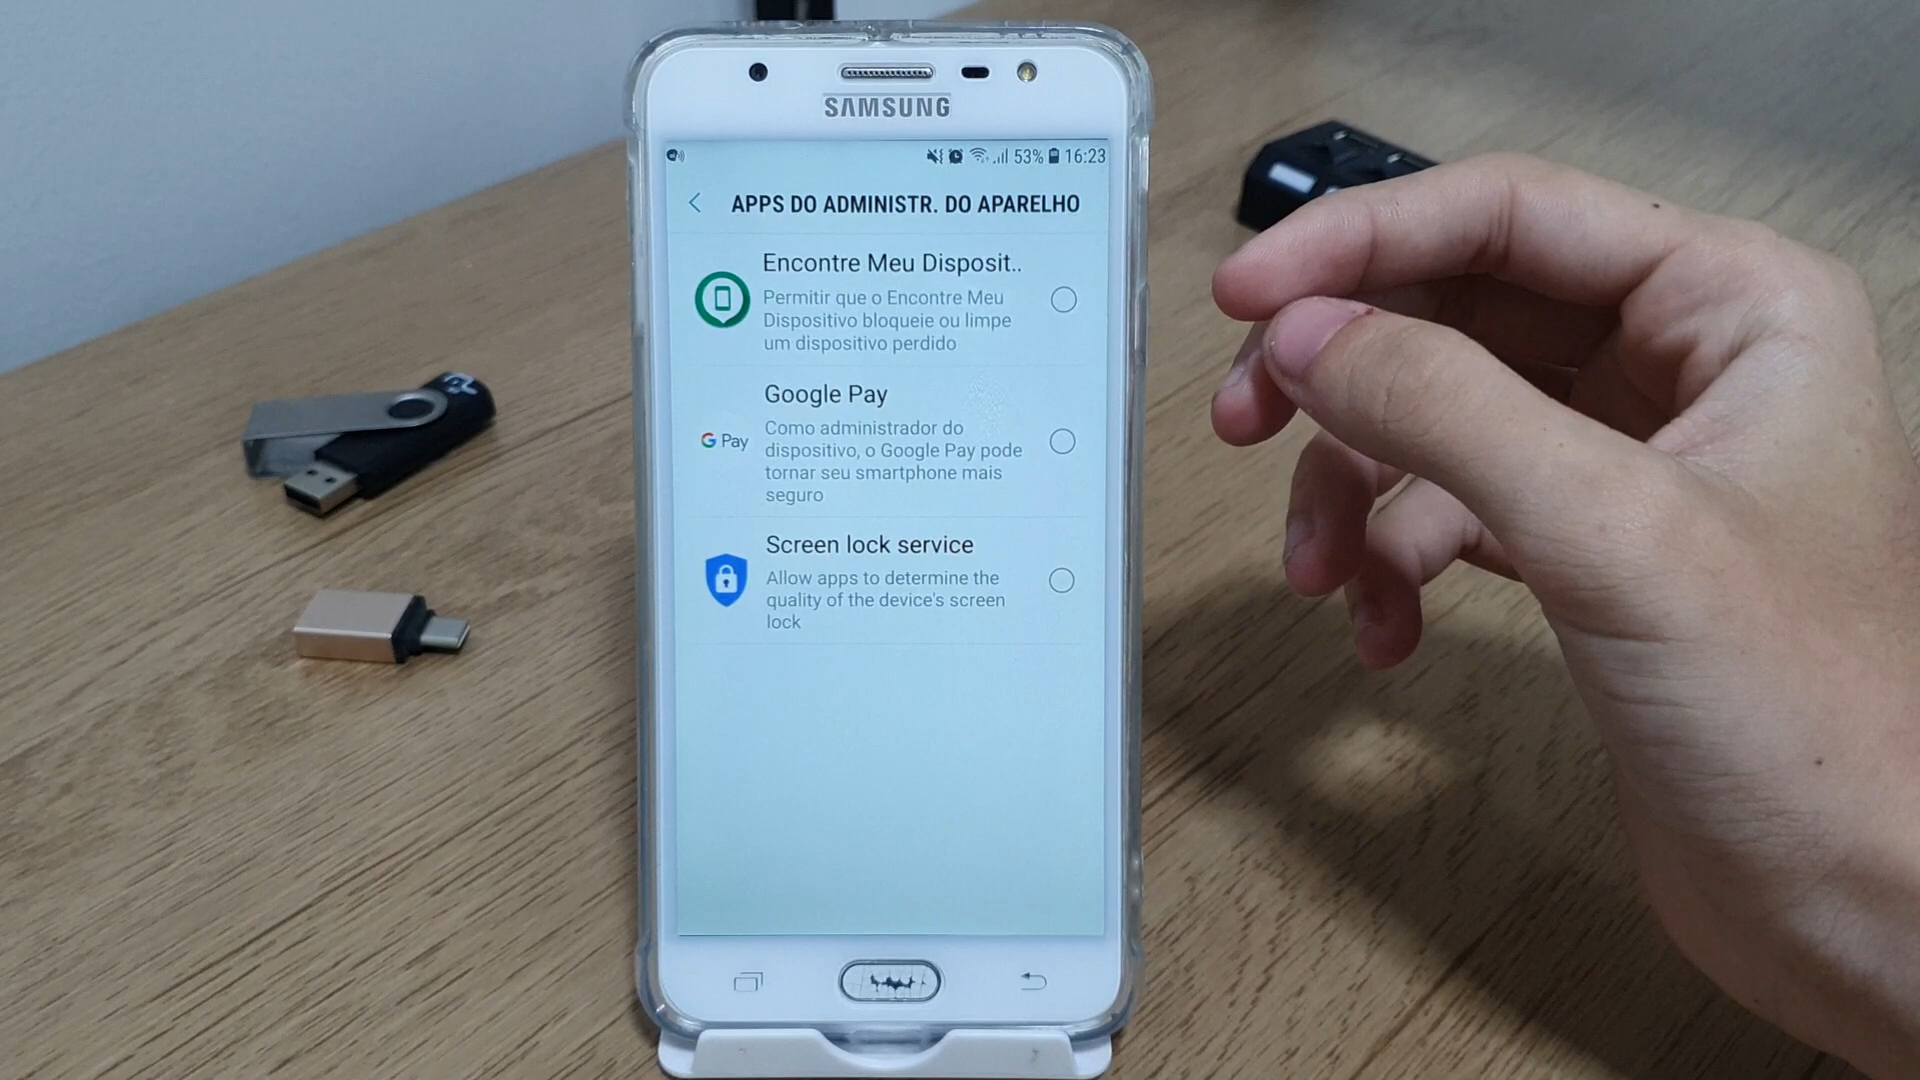 SAMSUNG
53% 16:23
APPS DO ADMINISTR. DO APARELHO
Encontre Meu Disposit..
Permitir que o Encontre Meu
Dispositivo bloqueie ou limpe
um dispositivo perdido
Google Pay
G Pay
Como administrador do
dispositivo, o Google Pay pode
tornar seu smartphone mais
seguro
Screen lock service
Allow apps to determine the
quality of the device's screen
lock